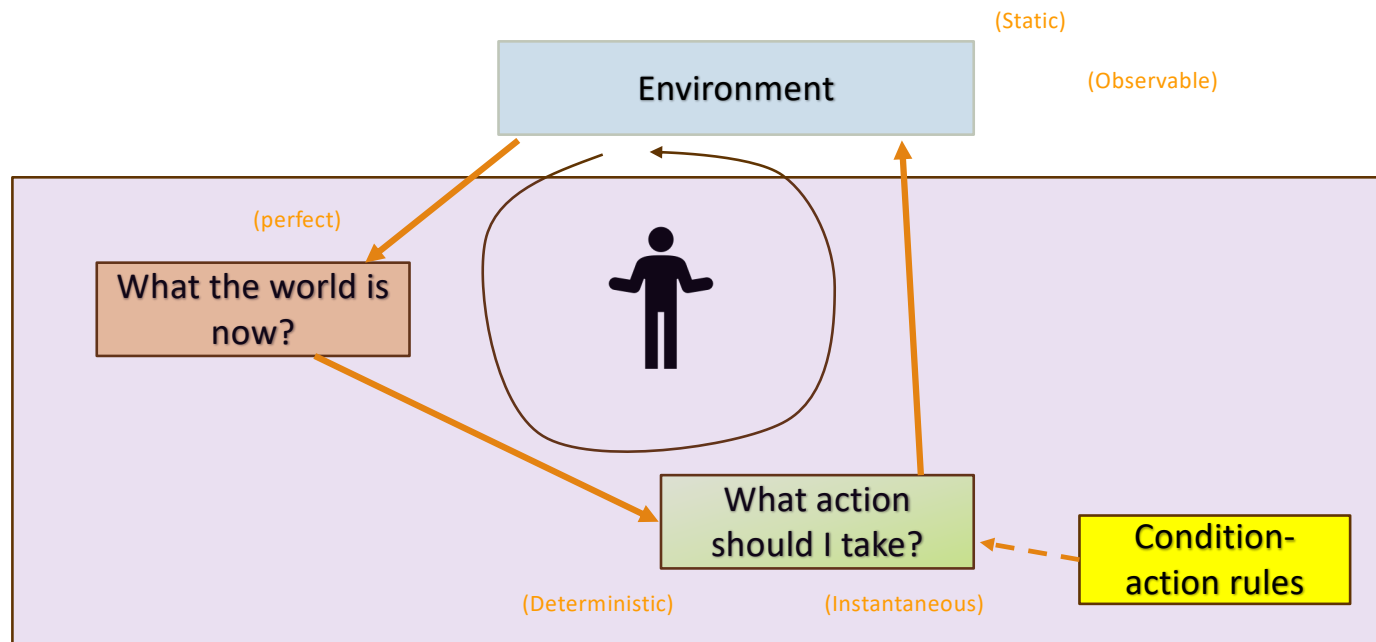 (Static)
Environment
(Observable)
(perfect)
What the world is
now?
What action
should I take?
Condition-
action rules
(Deterministic)
(Instantaneous)